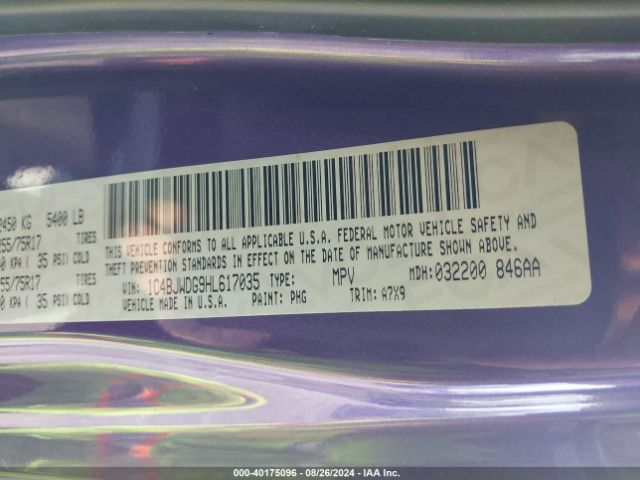 2450 KG 5400 LB
255/75R17 TIRES
0 KPA ( 35 PSI) COLD
255/75R17 TIRES
0 KPA ( 35 PSI) COLD
THIS VEHICLE CONFORMS TO ALL APPLICABLE U.S.A. FEDERAL MOTOR VEHICLE SAFETY AND
THEFT PREVENTION STANDARDS IN EFFECT ON THE DATE OF MANUFACTURE SHOWN ABOVE.
VIN: 1C4BJWDG9HL617035 TYPE: MPV MDH:032200 846AA
VEHICLE MADE IN U.S.A. PAINT: PHG TRIM: A7X9
000-40175096 - 08/26/2024 - IAA Inc.